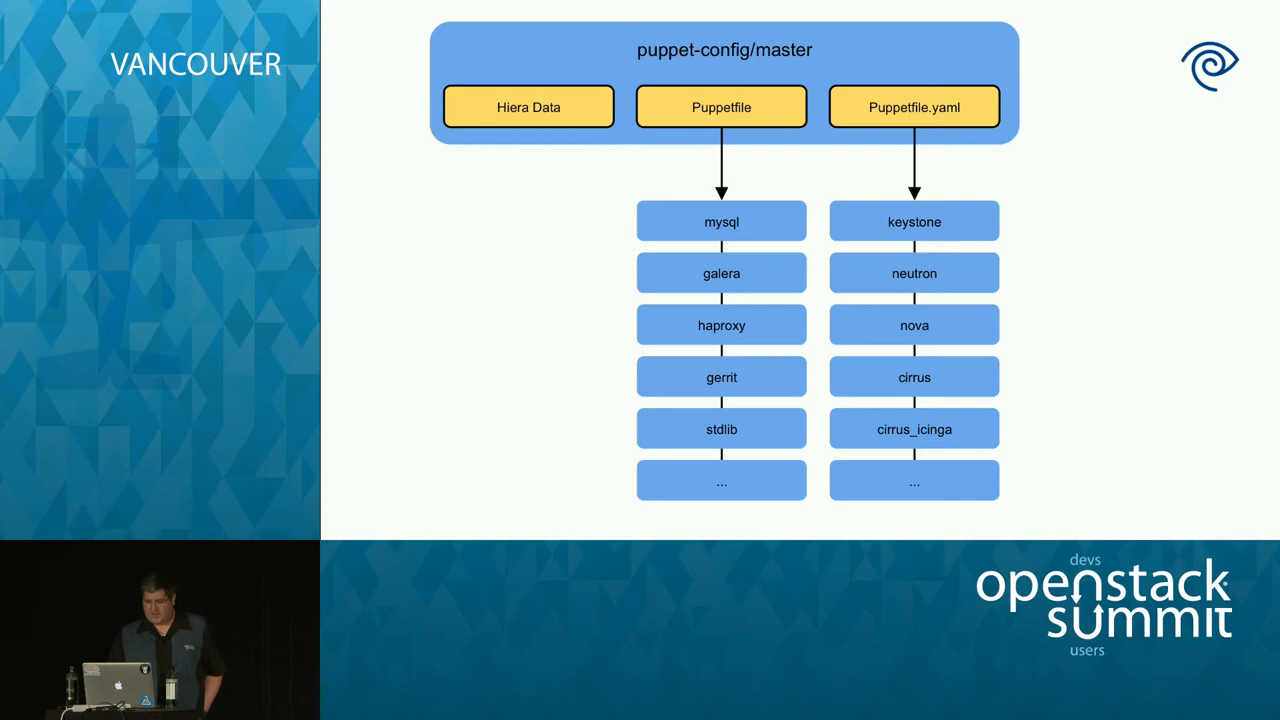 VANCOUVER
puppet-config/master
Hiera Data
Puppetfile
Puppetfile.yaml
mysql
keystone
galera
neutron
haproxy
nova
gerrit
cirrus
stdlib
cirrus_icinga
...
...
devs
openstack
summit
users